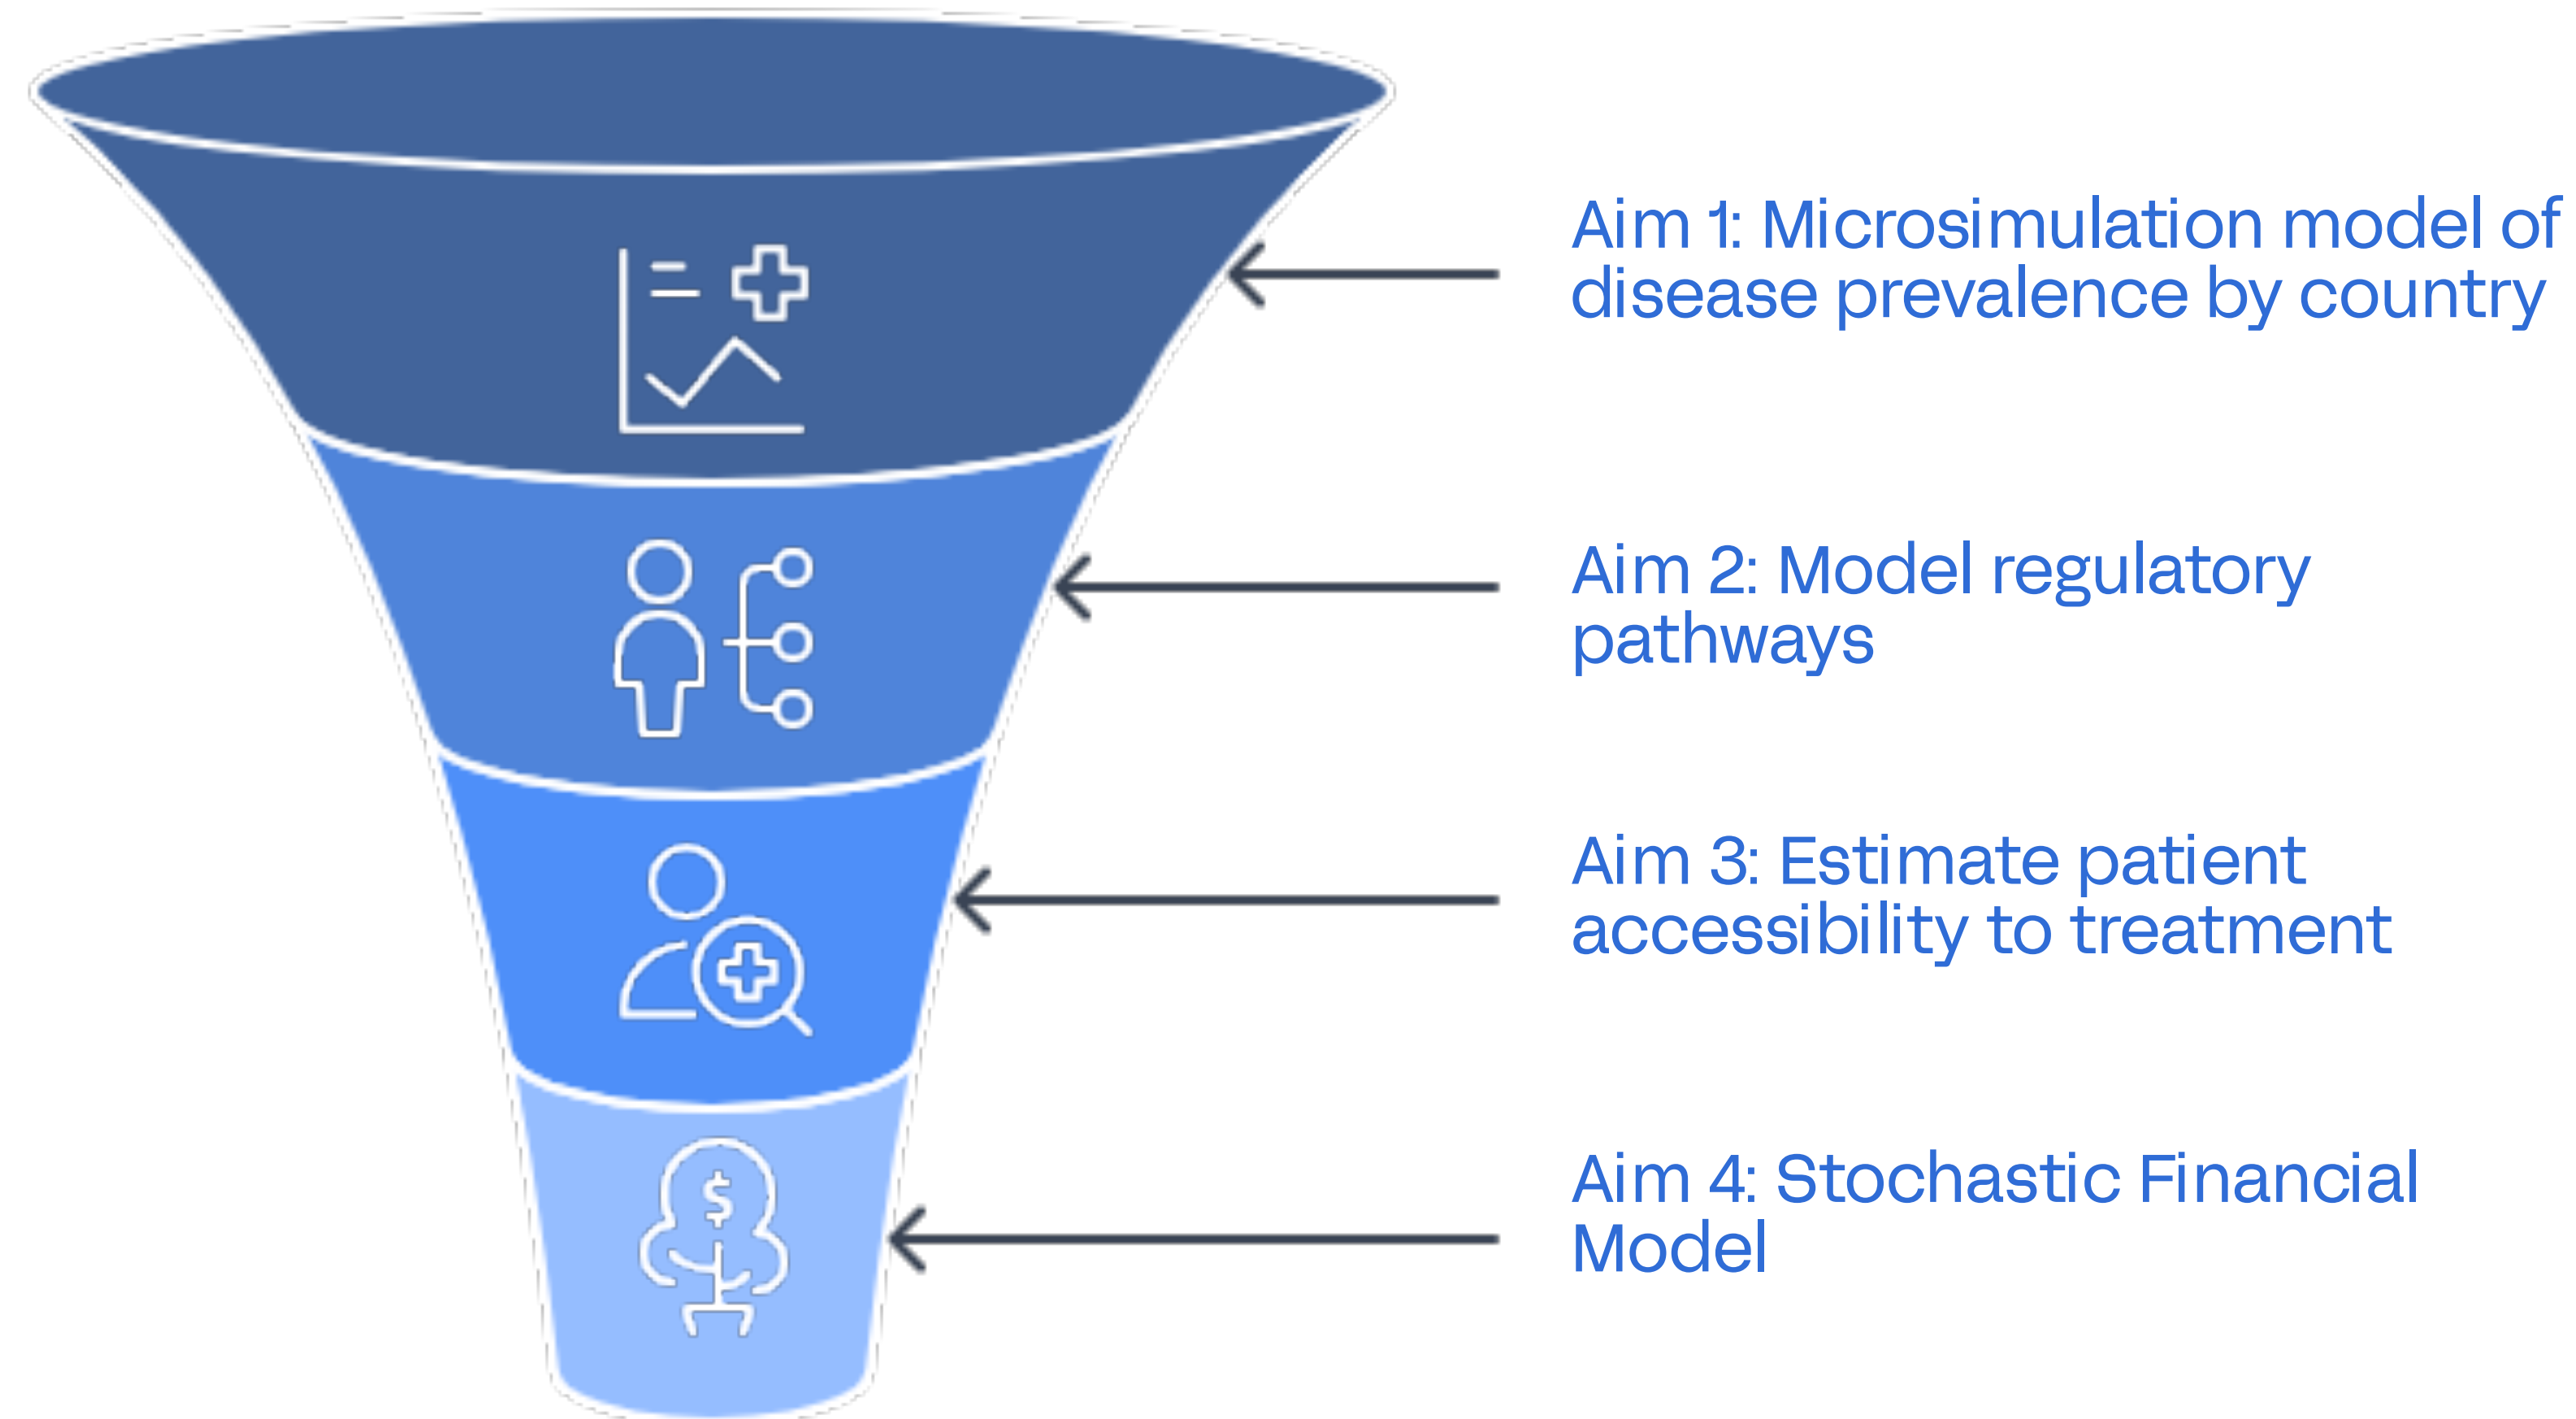 Aim 1: Microsimulation model of
disease prevalence by country
Aim 2: Model regulatory
pathways
Aim 3: Estimate patient
accessibility to treatment
$
Aim 4: Stochastic Financial
Model